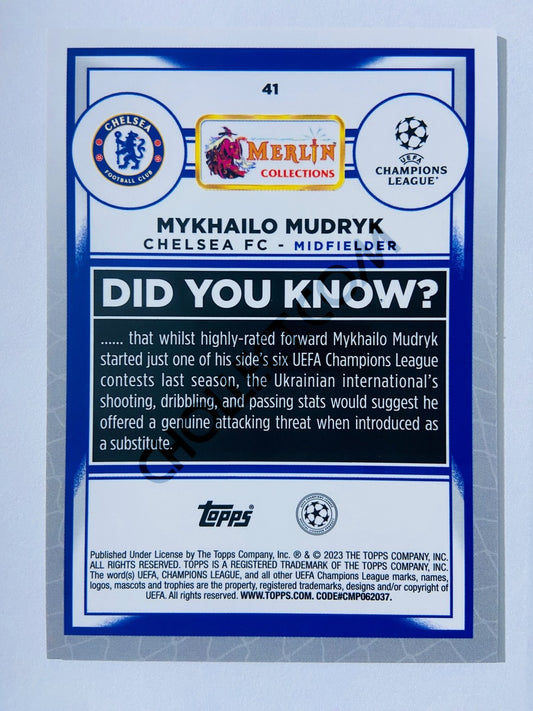 41
CHELSEA
FOOTBALL CLUB
MERLIN
COLLECTIONS
UEFA
CHAMPIONS
LEAGUE
MYKHAILO MUDRYK
CHELSEA FC - MIDFIELDER
DID YOU KNOW?
...... that whilst highly-rated forward Mykhailo Mudryk
started just one of his side's six UEFA Champions League
contests last season, the Ukrainian international's
shooting, dribbling, and passing stats would suggest he
offered a genuine attacking threat when introduced as
a substitute.
topps
Published Under License by The Topps Company, Inc. ® & © 2023 THE TOPPS COMPANY, INC.
ALL RIGHTS RESERVED. TOPPS IS A REGISTERED TRADEMARK OF THE TOPPS COMPANY, INC.
The word(s) UEFA, CHAMPIONS LEAGUE, and all other UEFA Champions League marks, names,
logos, mascots and trophies are the property, registered trademarks, designs and/or copyright of
UEFA. All rights reserved. WWW.TOPPS.COM. CODE#CMP062037.